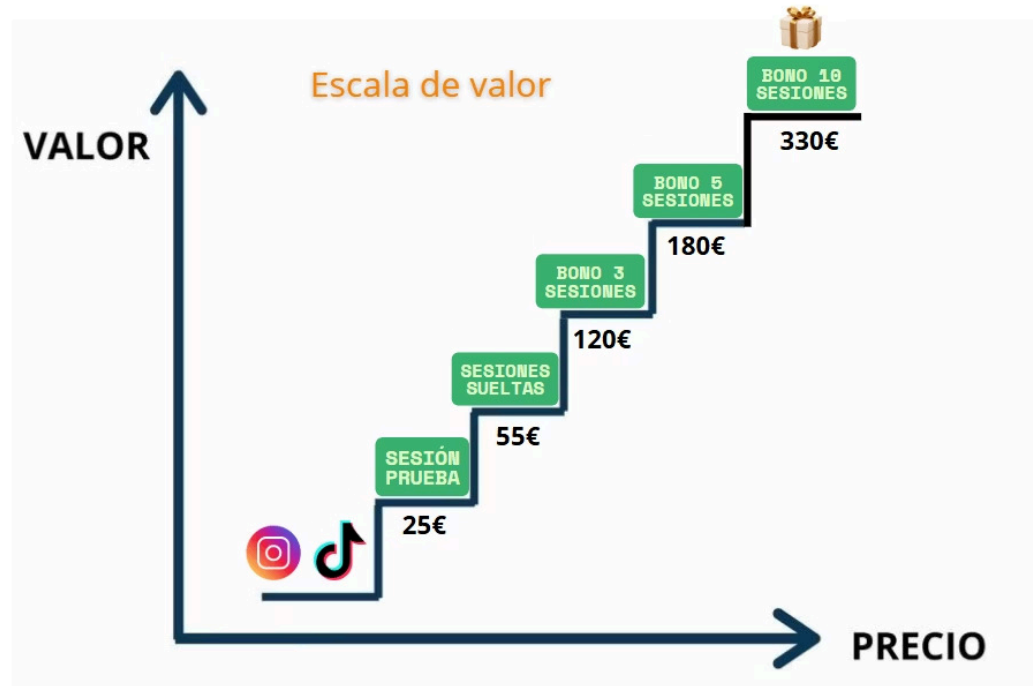 Escala de valor
VALOR
BONO 10
SESIONES
330€
BONO 5
SESIONES
180€
BONO 3
SESIONES
120€
SESIONES
SUELTAS
55€
SESIÓN
PRUEBA
25€
PRECIO